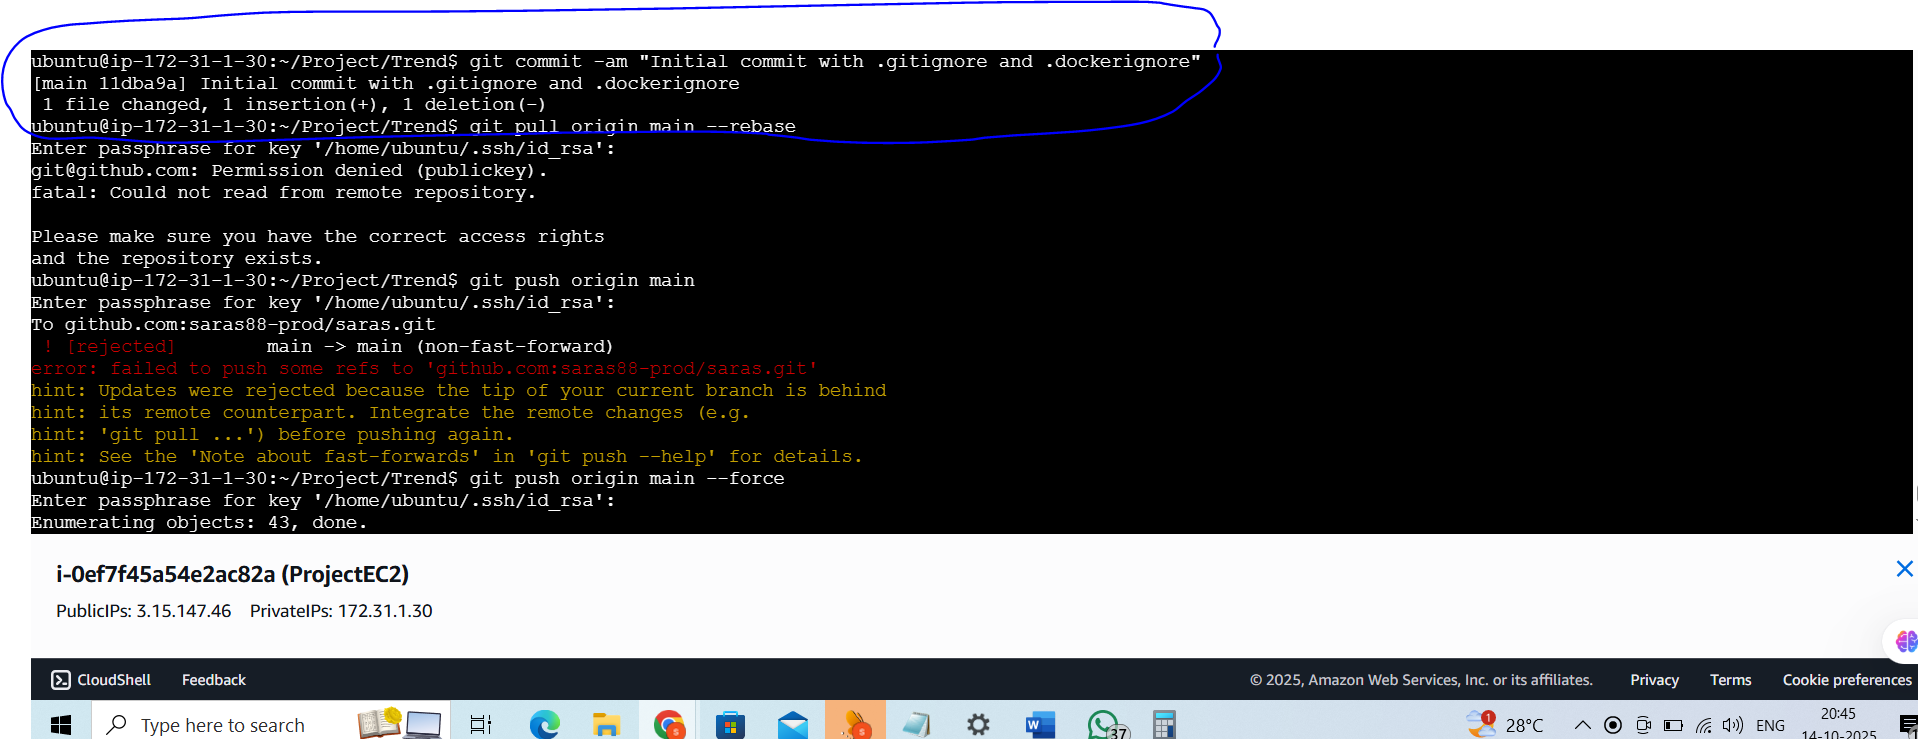 ubuntu@ip-172-31-1-30:~/Project/Trend$ git commit -am "Initial commit with .gitignore and .dockerignore"
[main 11dba9a] Initial commit with .gitignore and .dockerignore
 1 file changed, 1 insertion(+), 1 deletion(-)
ubuntu@ip-172-31-1-30:~/Project/Trend$ git pull origin main --rebase
Enter passphrase for key '/home/ubuntu/.ssh/id_rsa':
git@github.com: Permission denied (publickey).
fatal: Could not read from remote repository.

Please make sure you have the correct access rights
and the repository exists.
ubuntu@ip-172-31-1-30:~/Project/Trend$ git push origin main
Enter passphrase for key '/home/ubuntu/.ssh/id_rsa':
To github.com:saras88-prod/saras.git
 ! [rejected]        main -> main (non-fast-forward)
error: failed to push some refs to 'github.com:saras88-prod/saras.git'
hint: Updates were rejected because the tip of your current branch is behind
hint: its remote counterpart. Integrate the remote changes (e.g.
hint: 'git pull ...') before pushing again.
hint: See the 'Note about fast-forwards' in 'git push --help' for details.
ubuntu@ip-172-31-1-30:~/Project/Trend$ git push origin main --force
Enter passphrase for key '/home/ubuntu/.ssh/id_rsa':
Enumerating objects: 43, done.
i-0ef7f45a54e2ac82a (ProjectEC2)
PublicIPs: 3.15.147.46 PrivateIPs: 172.31.1.30
CloudShell Feedback © 2025, Amazon Web Services, Inc. or its affiliates. Privacy Terms Cookie preferences
Type here to search 37 1 28°C ENG 20:45
14-10-2025